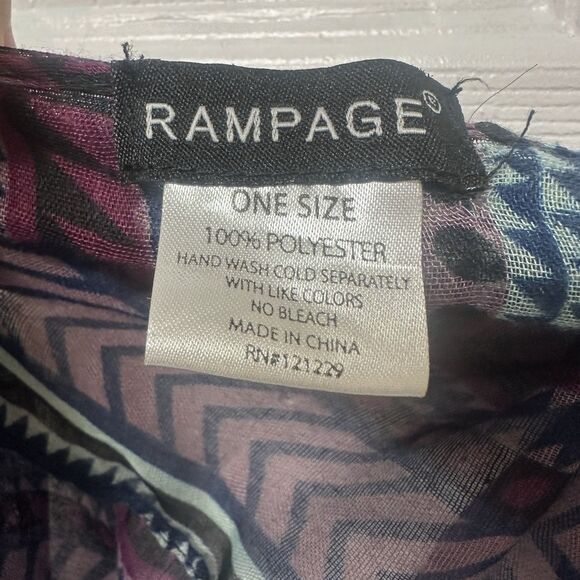 RAMPAGE®
ONE SIZE
100% POLYESTER
HAND WASH COLD SEPARATELY
WITH LIKE COLORS
NO BLEACH
MADE IN CHINA
RN#121229